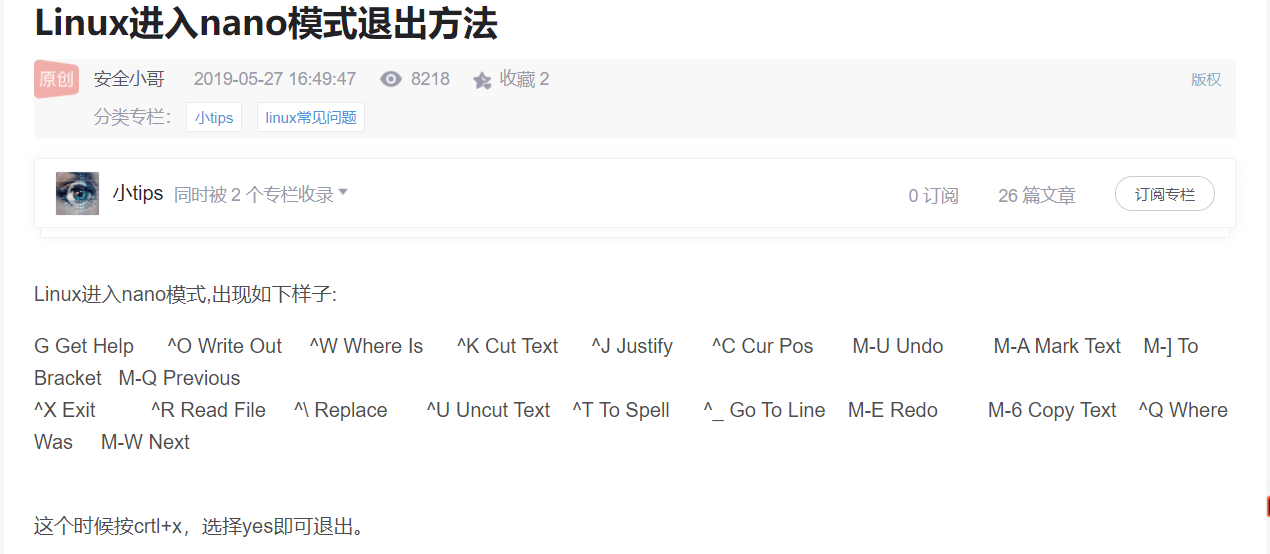 Linux进入nano模式退出方法
原创 安全小哥 2019-05-27 16:49:47 8218 收藏 2 版权
分类专栏： 小tips linux常见问题
小tips 同时被 2 个专栏收录 0 订阅 26 篇文章 订阅专栏
Linux进入nano模式,出现如下样子:
G Get Help ^O Write Out ^W Where Is ^K Cut Text ^J Justify ^C Cur Pos M-U Undo M-A Mark Text M-] To
Bracket M-Q Previous
^X Exit ^R Read File ^\ Replace ^U Uncut Text ^T To Spell ^_ Go To Line M-E Redo M-6 Copy Text ^Q Where
Was M-W Next
这个时候按crtl+x，选择yes即可退出。